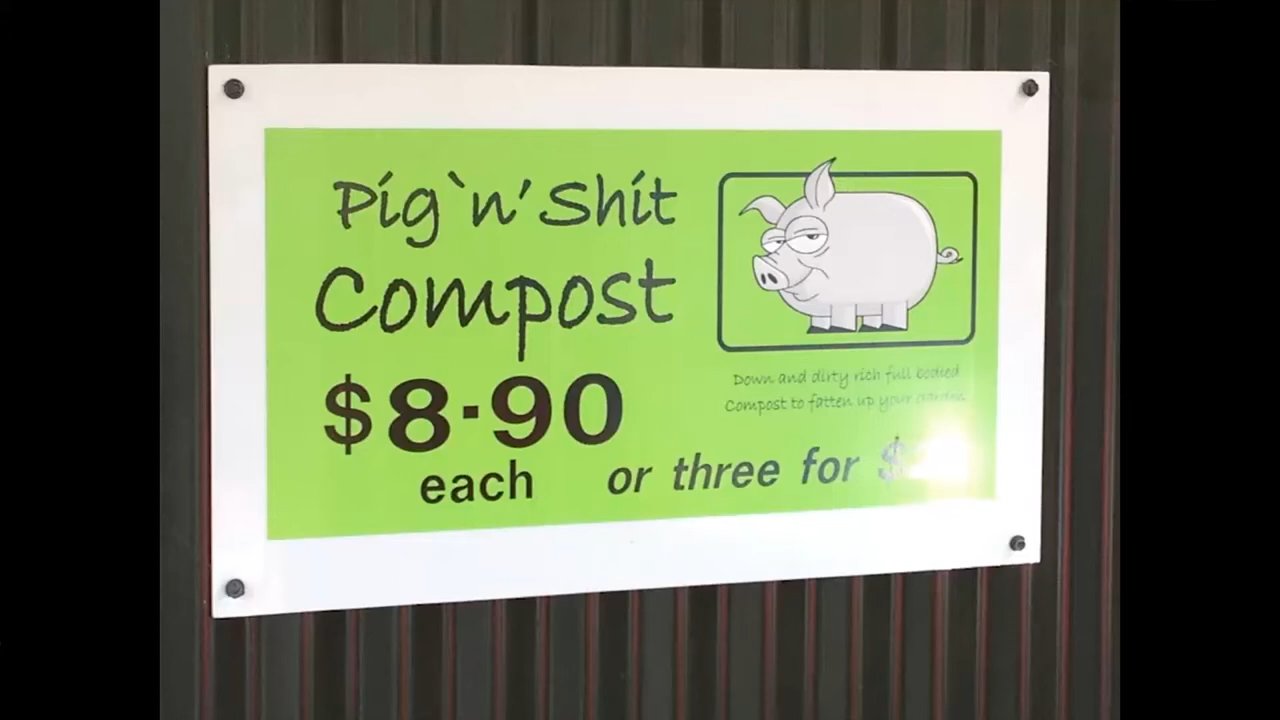 Pig `n' Shit
Compost
$8.90
each or three for $
Down and dirty rich full bodied
Compost to fatten up your garden